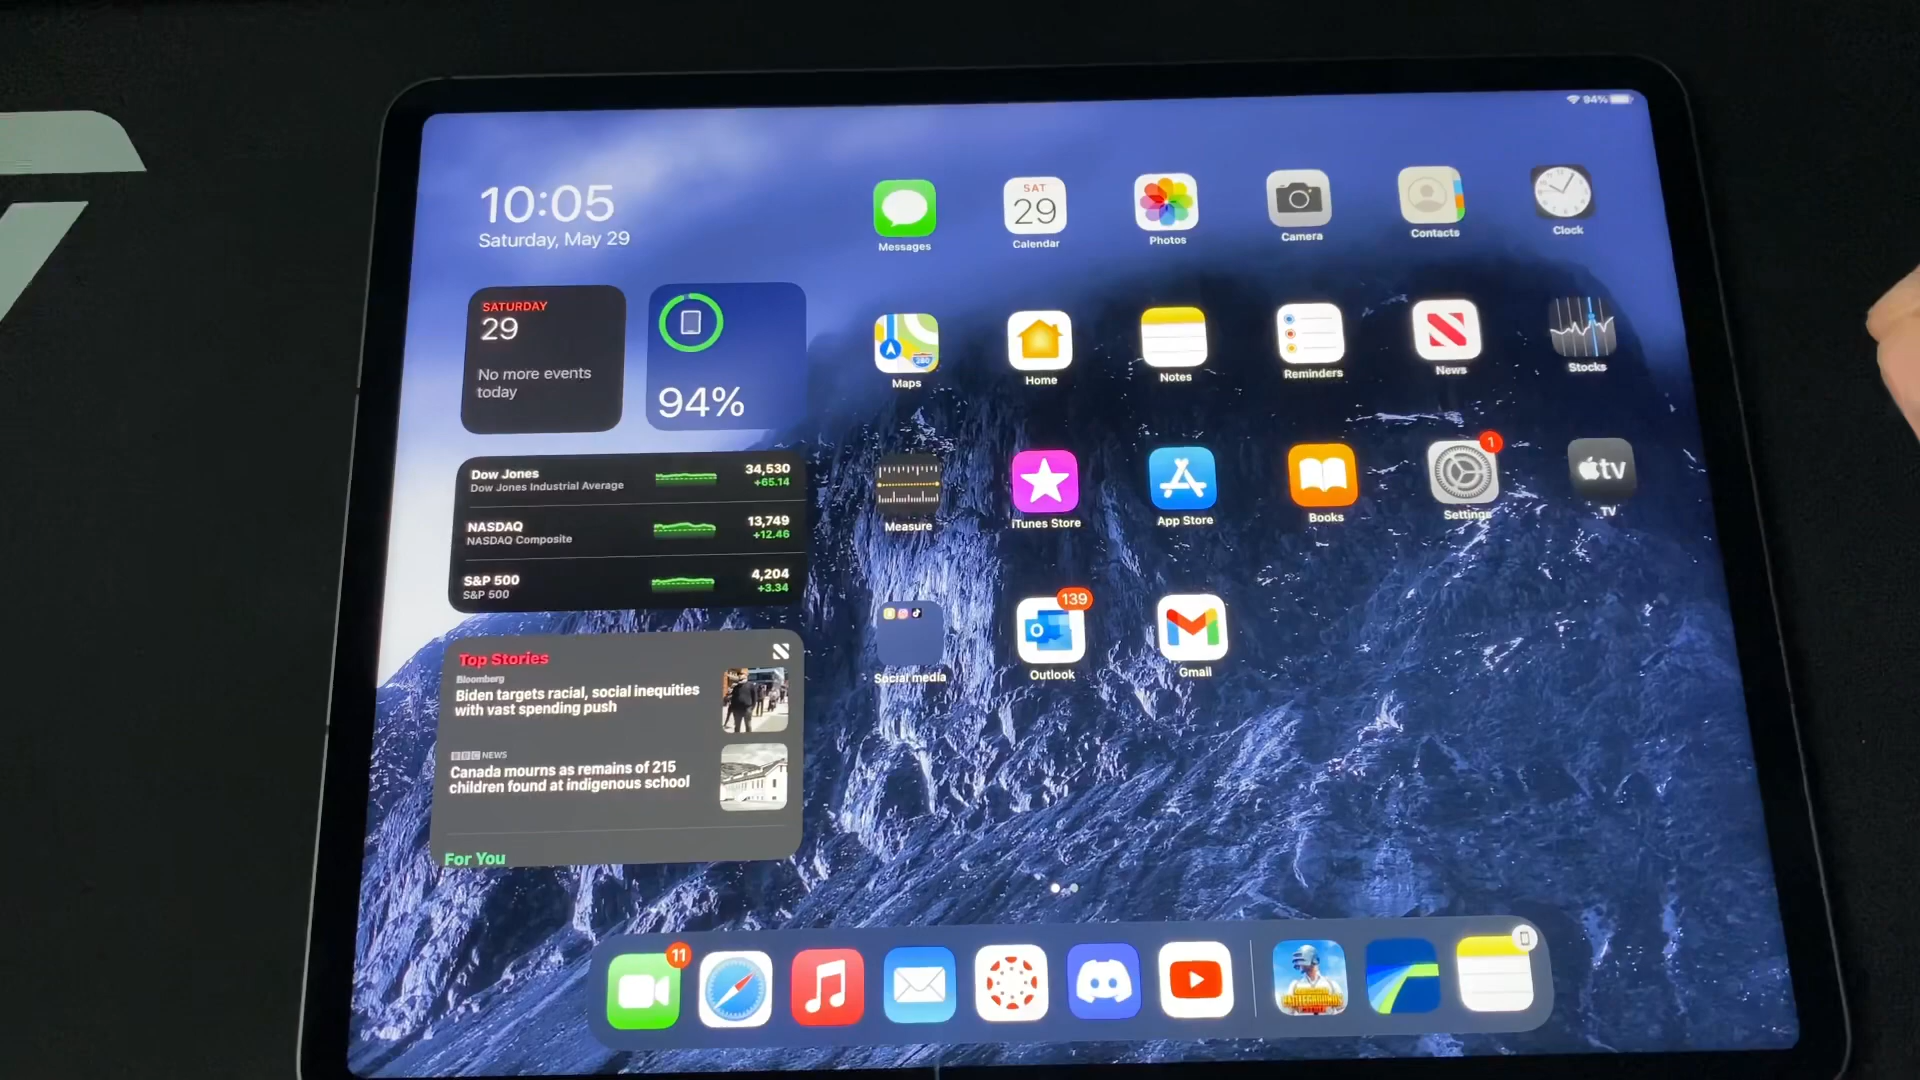 94%
10:05
Saturday, May 29
SATURDAY
29
No more events
today
94%
Dow Jones
Dow Jones Industrial Average
34,530
+65.14
NASDAQ
NASDAQ Composite
13,749
+12.46
S&P 500
S&P 500
4,204
+3.34
Top Stories
Bloomberg
Biden targets racial, social inequities
with vast spending push
BBC NEWS
Canada mourns as remains of 215
children found at indigenous school
For You
Messages
SAT
29
Calendar
Photos
Camera
Contacts
Clock
280
Maps
Home
Notes
Reminders
News
Stocks
Measure
iTunes Store
App Store
Books
1
Settings
tv
TV
Social media
139
Outlook
Gmail
11
BATTLEGROUNDS